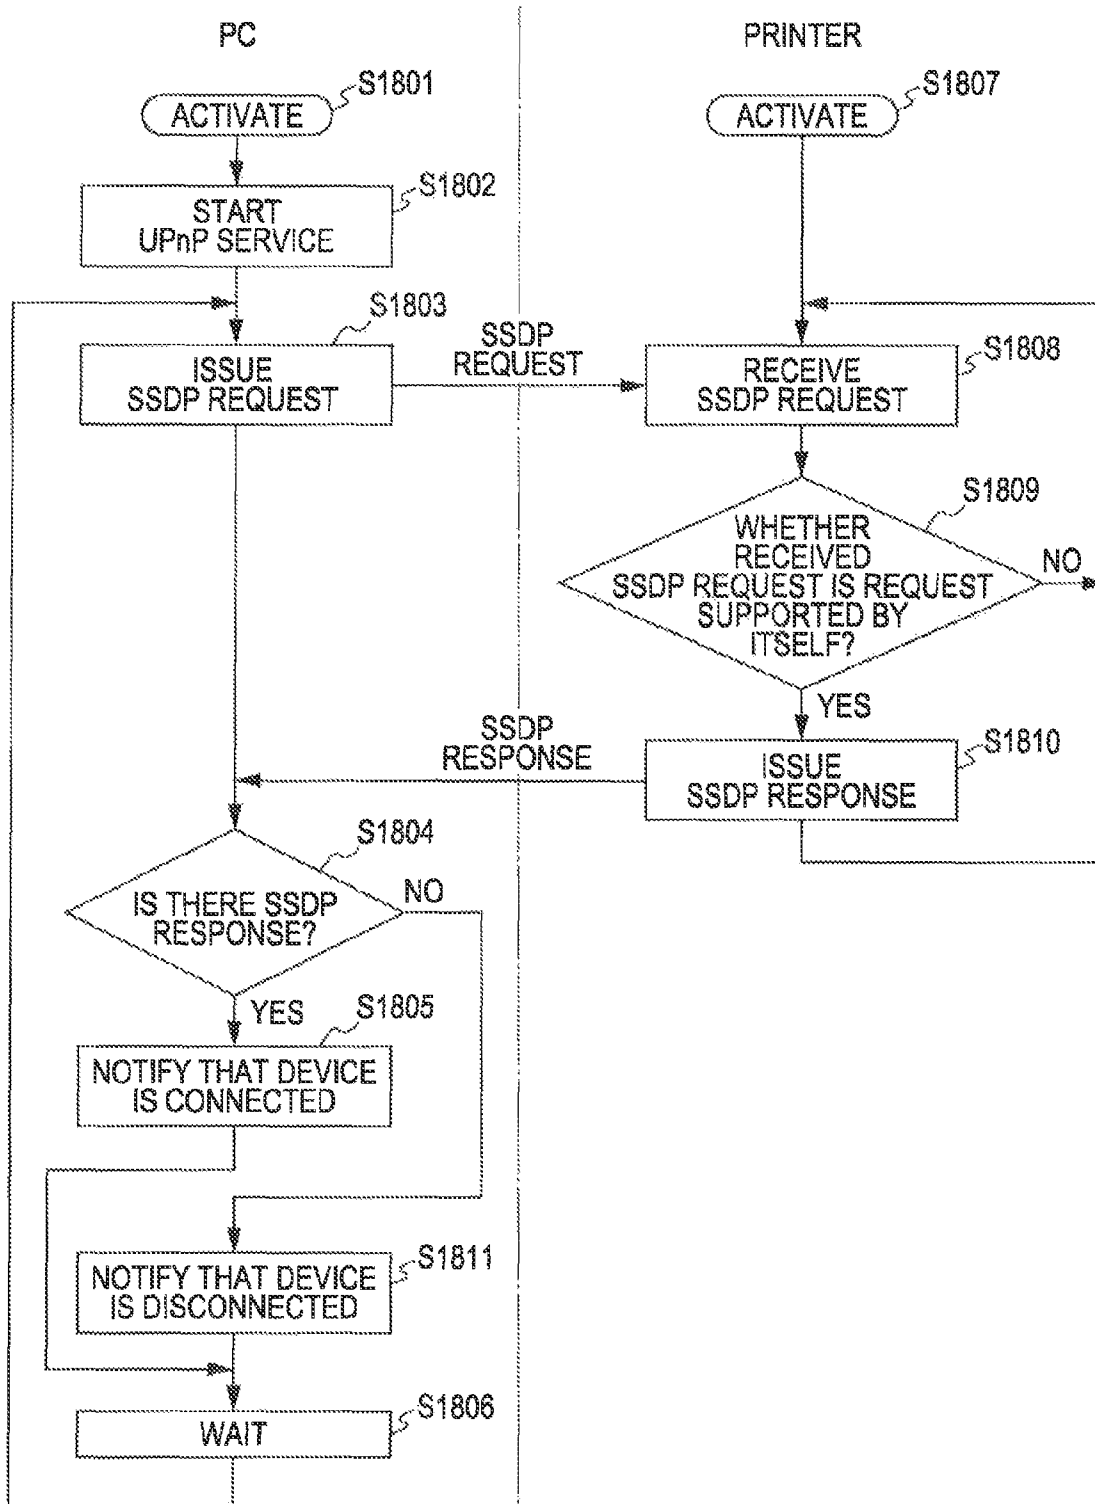 PC
PRINTER
S1801
ACTIVATE
S1807
ACTIVATE
S1802
START
UPnP SERVICE
S1803
ISSUE
SSDP REQUEST
SSDP
REQUEST
S1808
RECEIVE
SSDP REQUEST
S1809
WHETHER
RECEIVED
SSDP REQUEST IS REQUEST
SUPPORTED BY
ITSELF?
NO
YES
SSDP
RESPONSE
S1810
ISSUE
SSDP RESPONSE
S1804
IS THERE SSDP
RESPONSE?
NO
YES
S1805
NOTIFY THAT DEVICE
IS CONNECTED
S1811
NOTIFY THAT DEVICE
IS DISCONNECTED
S1806
WAIT